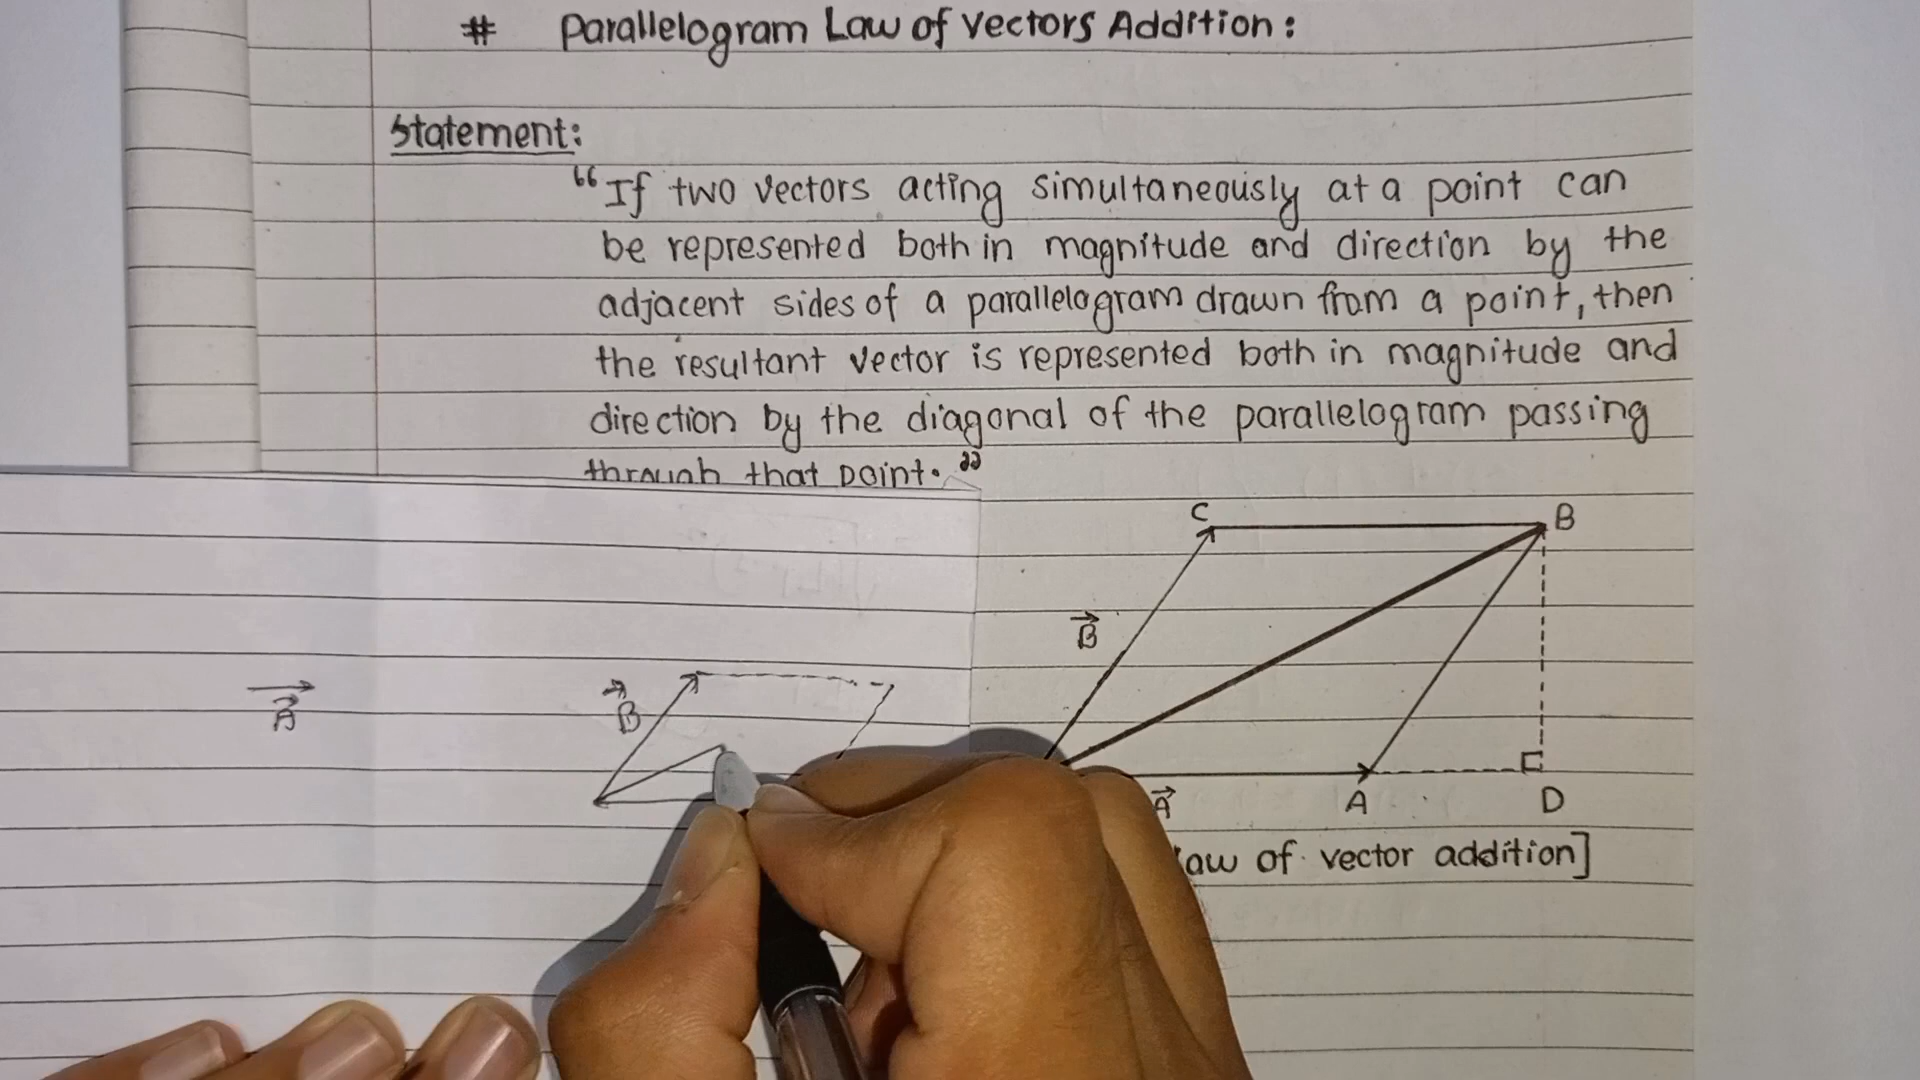 # Parallelogram Law of Vectors Addition:
Statement:
“If two vectors acting simultaneously at a point can
be represented both in magnitude and direction by the
adjacent sides of a parallelogram drawn from a point, then
the resultant vector is represented both in magnitude and
direction by the diagonal of the parallelogram passing
through that point.”
C
B
B⃗
A⃗
B⃗
A⃗
A
D
law of vector addition]